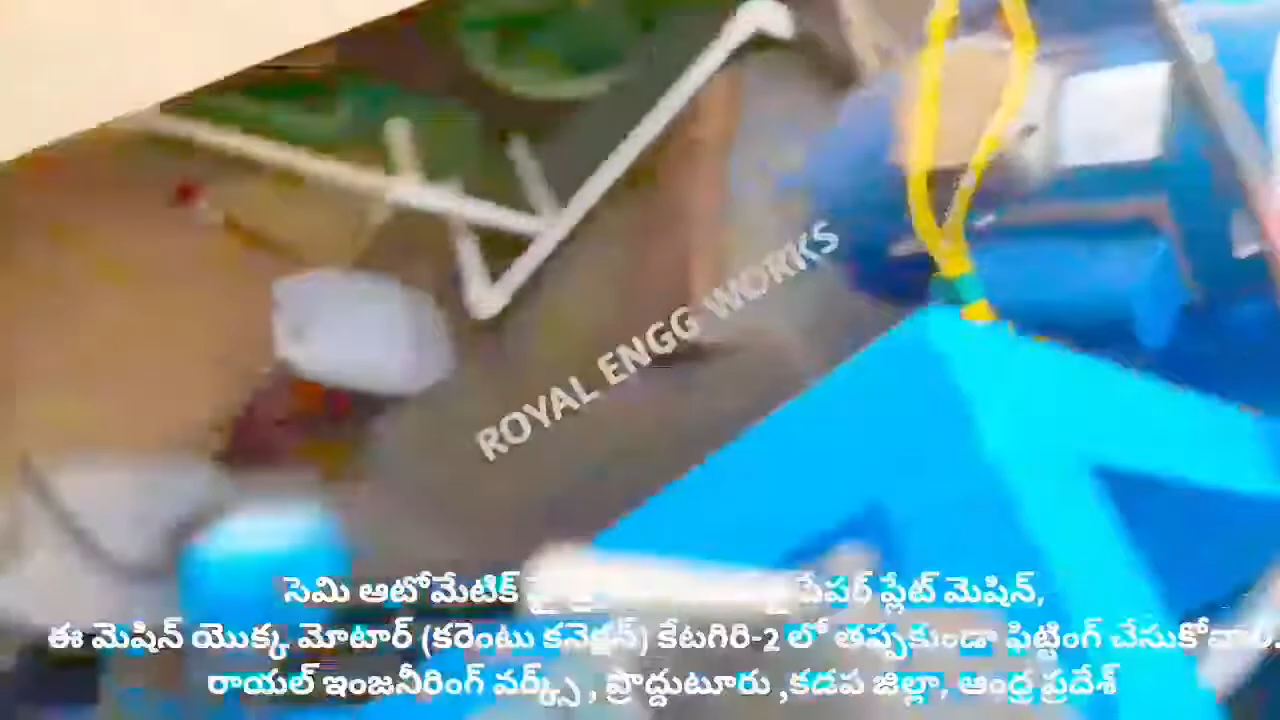 ROYAL ENGG WORKS
సెమి ఆటోమేటిక్ పేపర్ ప్లేట్ మెషిన్,
ఈ మెషిన్ యొక్క మోటార్ (కరెంటు కనెక్షన్) కేటగిరి-2 లో తప్పకుండా ఫిట్టింగ్ చేసుకోవాలి.
రాయల్ ఇంజనీరింగ్ వర్క్స్ , ప్రొద్దుటూరు ,కడప జిల్లా, ఆంధ్ర ప్రదేశ్